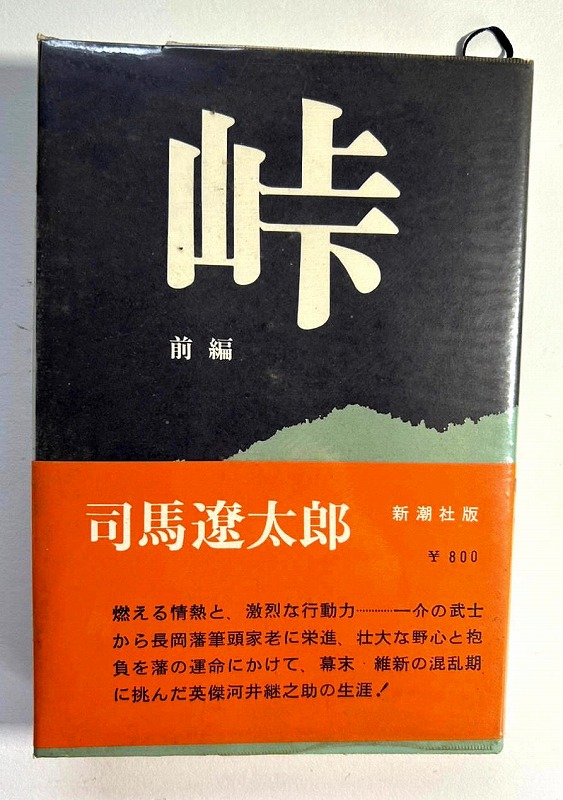 峠
前編
司馬遼太郎
新潮社版
¥ 800
燃える情熱と、激烈な行動力…………一介の武士
から長岡藩筆頭家老に栄進、壮大な野心と抱
負を藩の運命にかけて、幕末・維新の混乱期
に挑んだ英傑河井継之助の生涯！